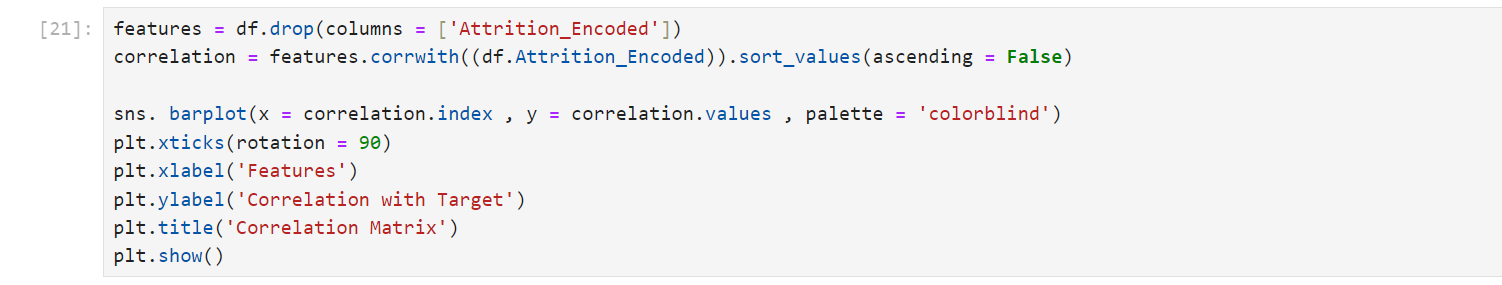 [21]: features = df.drop(columns = ['Attrition_Encoded'])
correlation = features.corrwith((df.Attrition_Encoded)).sort_values(ascending = False)
sns. barplot(x = correlation.index , y = correlation.values , palette = 'colorblind')
plt.xticks(rotation = 90)
plt.xlabel('Features')
plt.ylabel('Correlation with Target')
plt.title('Correlation Matrix')
plt.show()